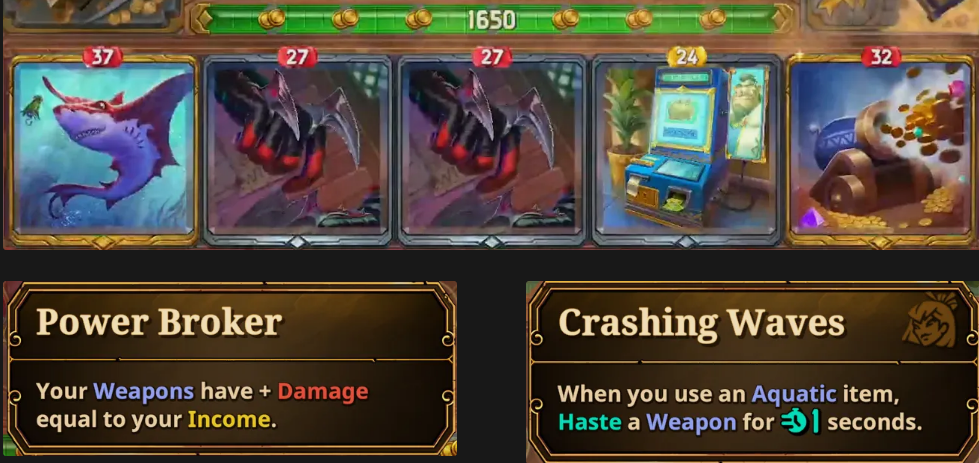 1650
37
27
27
24
32
Power Broker
Your Weapons have + Damage
equal to your Income.
Crashing Waves
When you use an Aquatic item,
Haste a Weapon for 1 seconds.